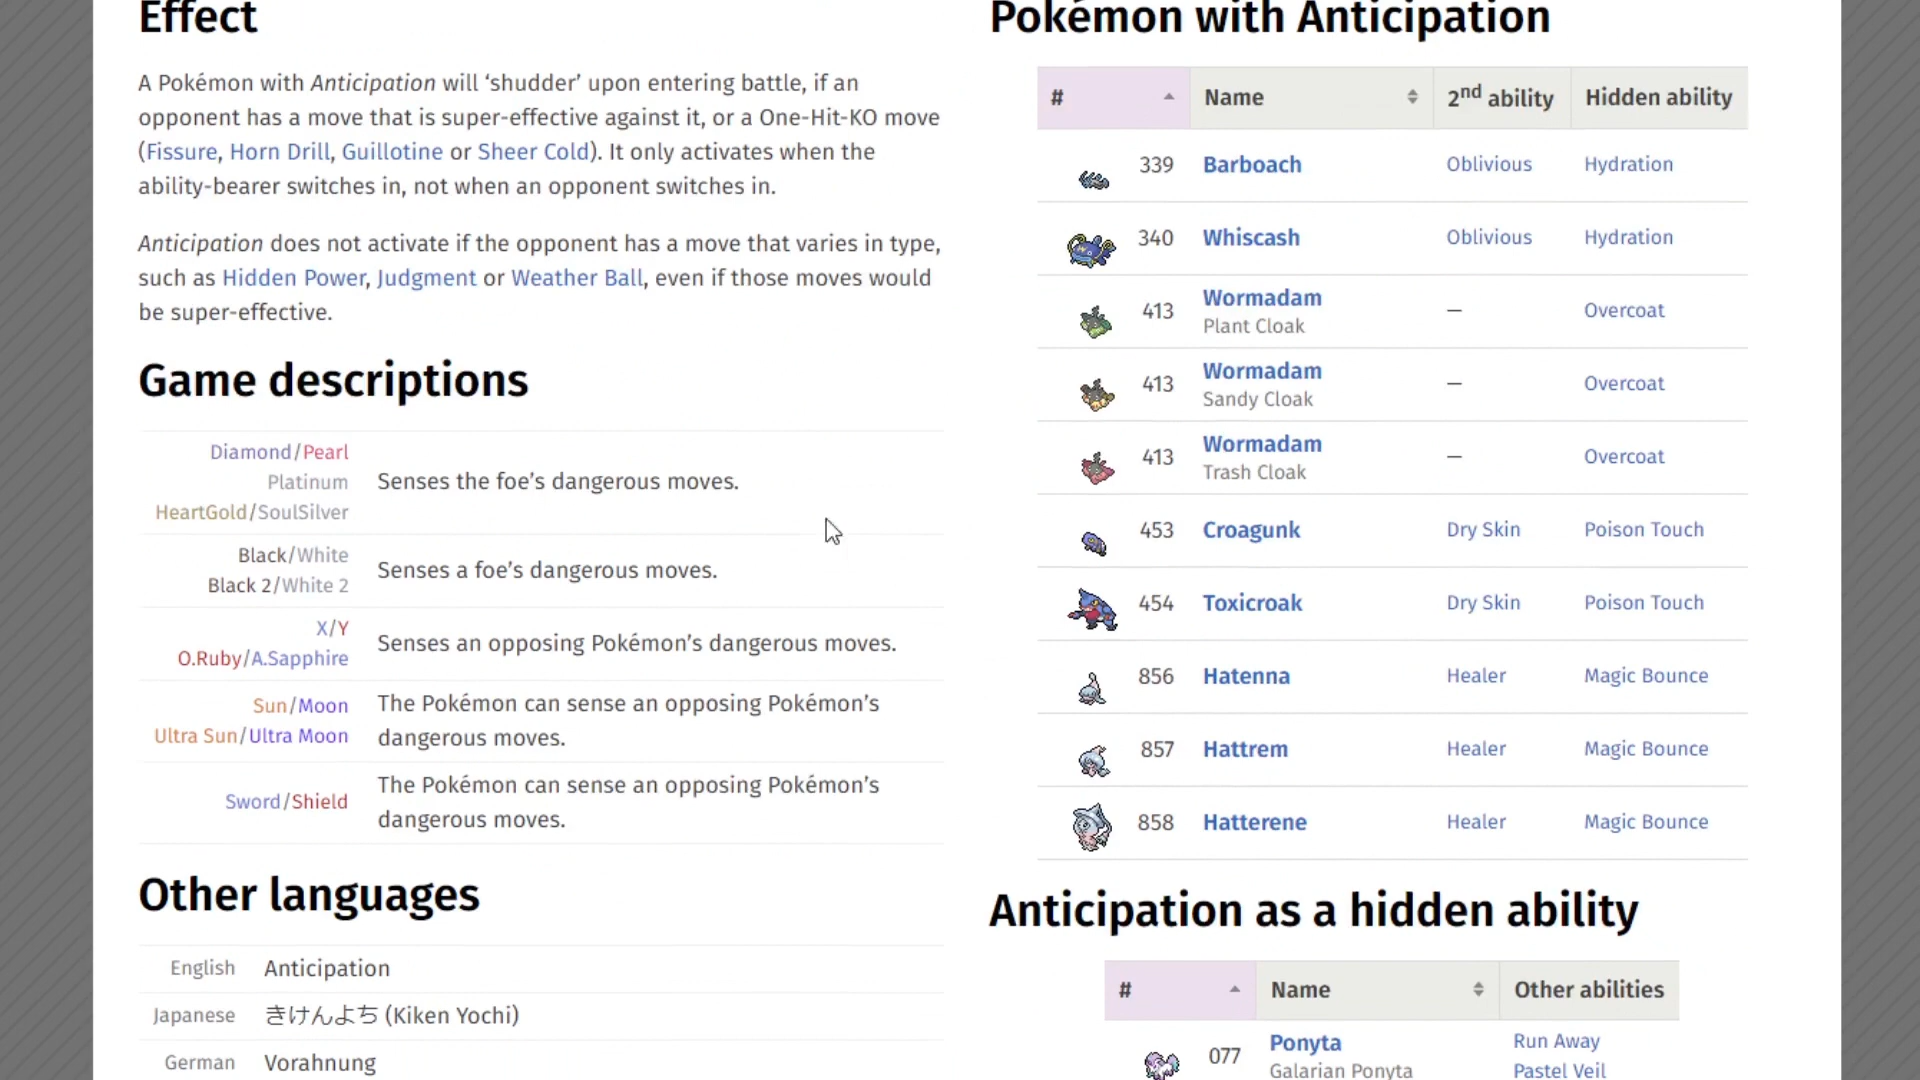 Effect
A Pokémon with Anticipation will ‘shudder’ upon entering battle, if an
opponent has a move that is super-effective against it, or a One-Hit-KO move
(Fissure, Horn Drill, Guillotine or Sheer Cold). It only activates when the
ability-bearer switches in, not when an opponent switches in.
Anticipation does not activate if the opponent has a move that varies in type,
such as Hidden Power, Judgment or Weather Ball, even if those moves would
be super-effective.
Game descriptions
Diamond/Pearl
Platinum
HeartGold/SoulSilver
Senses the foe’s dangerous moves.
Black/White
Black 2/White 2
Senses a foe’s dangerous moves.
X/Y
O.Ruby/A.Sapphire
Senses an opposing Pokémon’s dangerous moves.
Sun/Moon
Ultra Sun/Ultra Moon
The Pokémon can sense an opposing Pokémon’s
dangerous moves.
Sword/Shield
The Pokémon can sense an opposing Pokémon’s
dangerous moves.
Other languages
English Anticipation
Japanese きけんよち (Kiken Yochi)
German Vorahnung
Pokémon with Anticipation
# Name 2nd ability Hidden ability
339 Barboach Oblivious Hydration
340 Whiscash Oblivious Hydration
413 Wormadam — Overcoat
Plant Cloak
413 Wormadam — Overcoat
Sandy Cloak
413 Wormadam — Overcoat
Trash Cloak
453 Croagunk Dry Skin Poison Touch
454 Toxicroak Dry Skin Poison Touch
856 Hatenna Healer Magic Bounce
857 Hattrem Healer Magic Bounce
858 Hatterene Healer Magic Bounce
Anticipation as a hidden ability
# Name Other abilities
077 Ponyta Run Away
Galarian Ponyta Pastel Veil